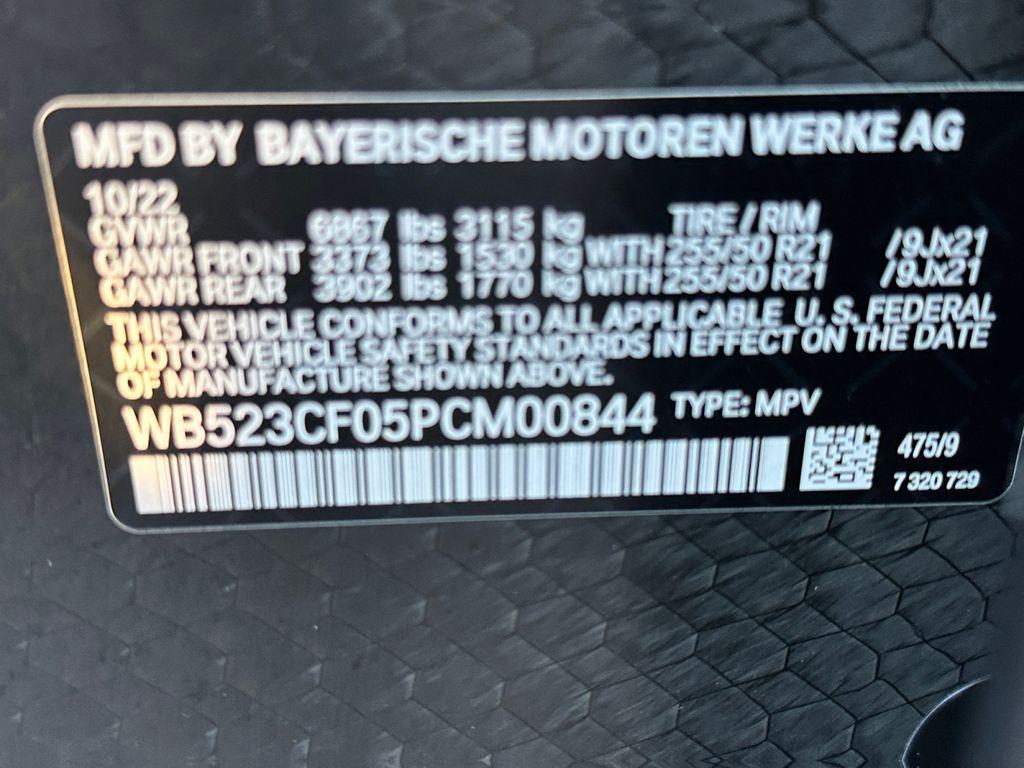 MFD BY BAYERISCHE MOTOREN WERKE AG
10/22
GVWR 6867 lbs 3115 kg TIRE / RIM
GAWR FRONT 3373 lbs 1530 kg WITH 255/50 R21 /9Jx21
GAWR REAR 3902 lbs 1770 kg WITH 255/50 R21 /9Jx21
THIS VEHICLE CONFORMS TO ALL APPLICABLE U. S. FEDERAL
MOTOR VEHICLE SAFETY STANDARDS IN EFFECT ON THE DATE
OF MANUFACTURE SHOWN ABOVE.
WB523CF05PCM00844 TYPE: MPV
475/9
7 320 729